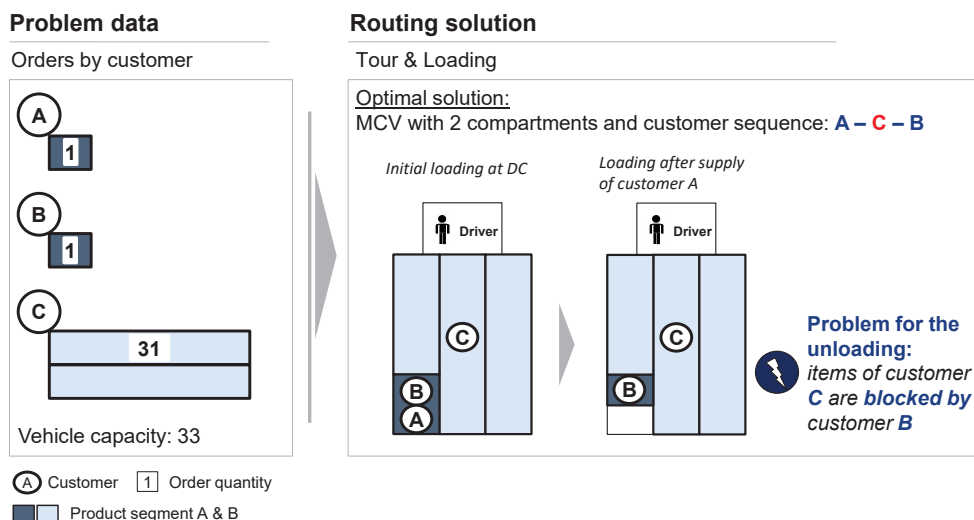 Problem data
Routing solution
Orders by customer
Tour & Loading
A
1
B
1
C
31
Vehicle capacity: 33
Optimal solution:
MCV with 2 compartments and customer sequence: A – C – B
Initial loading at DC
Loading after supply
of customer A
Driver
Driver
C
B
A
C
B
Problem for the
unloading:
items of customer
C are blocked by
customer B
A Customer
1 Order quantity
Product segment A & B